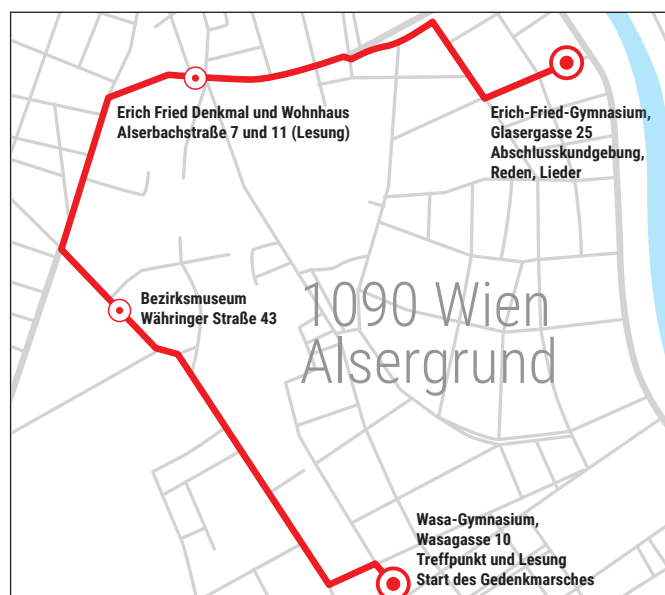 Erich Fried Denkmal und Wohnhaus
Alserbachstraße 7 und 11 (Lesung)
Erich-Fried-Gymnasium,
Glasergasse 25
Abschlusskundgebung,
Reden, Lieder
Bezirksmuseum
Währinger Straße 43
1090 Wien
Alsergrund
Wasa-Gymnasium,
Wasagasse 10
Treffpunkt und Lesung
Start des Gedenkmarsches